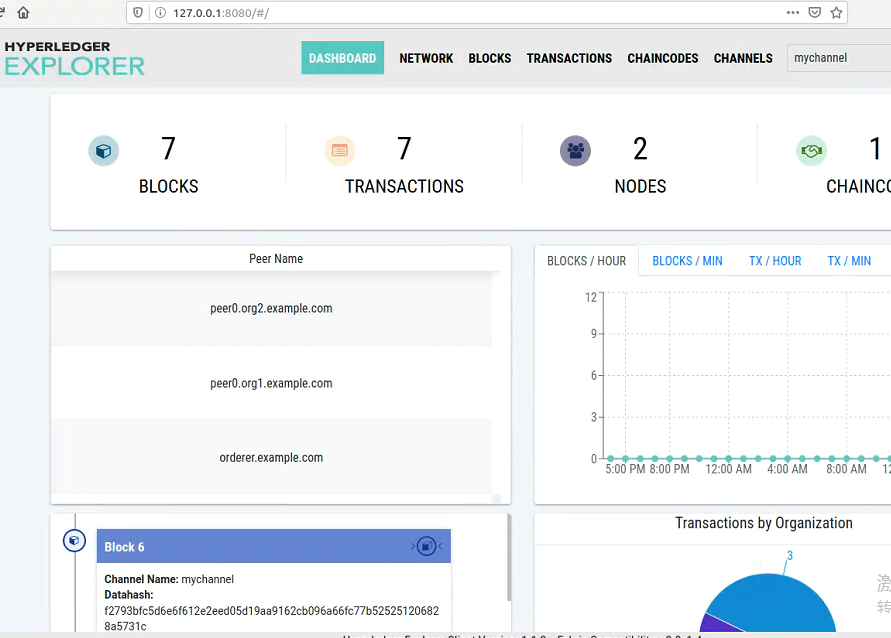 127.0.0.1:8080/#/
HYPERLEDGER
EXPLORER
DASHBOARD NETWORK BLOCKS TRANSACTIONS CHAINCODES CHANNELS mychannel
7 7 2 1
BLOCKS TRANSACTIONS NODES CHAINCO
Peer Name
peer0.org2.example.com
peer0.org1.example.com
orderer.example.com
BLOCKS / HOUR BLOCKS / MIN TX / HOUR TX / MIN
12
9
6
3
0
5:00 PM 8:00 PM 12:00 AM 4:00 AM 8:00 AM 12
Block 6
Channel Name: mychannel
Datahash:
f2793bfc5d6e6f612e2eed05d19aa9162cb096a66fc77b52525120682
8a5731c
Transactions by Organization
3
激
转